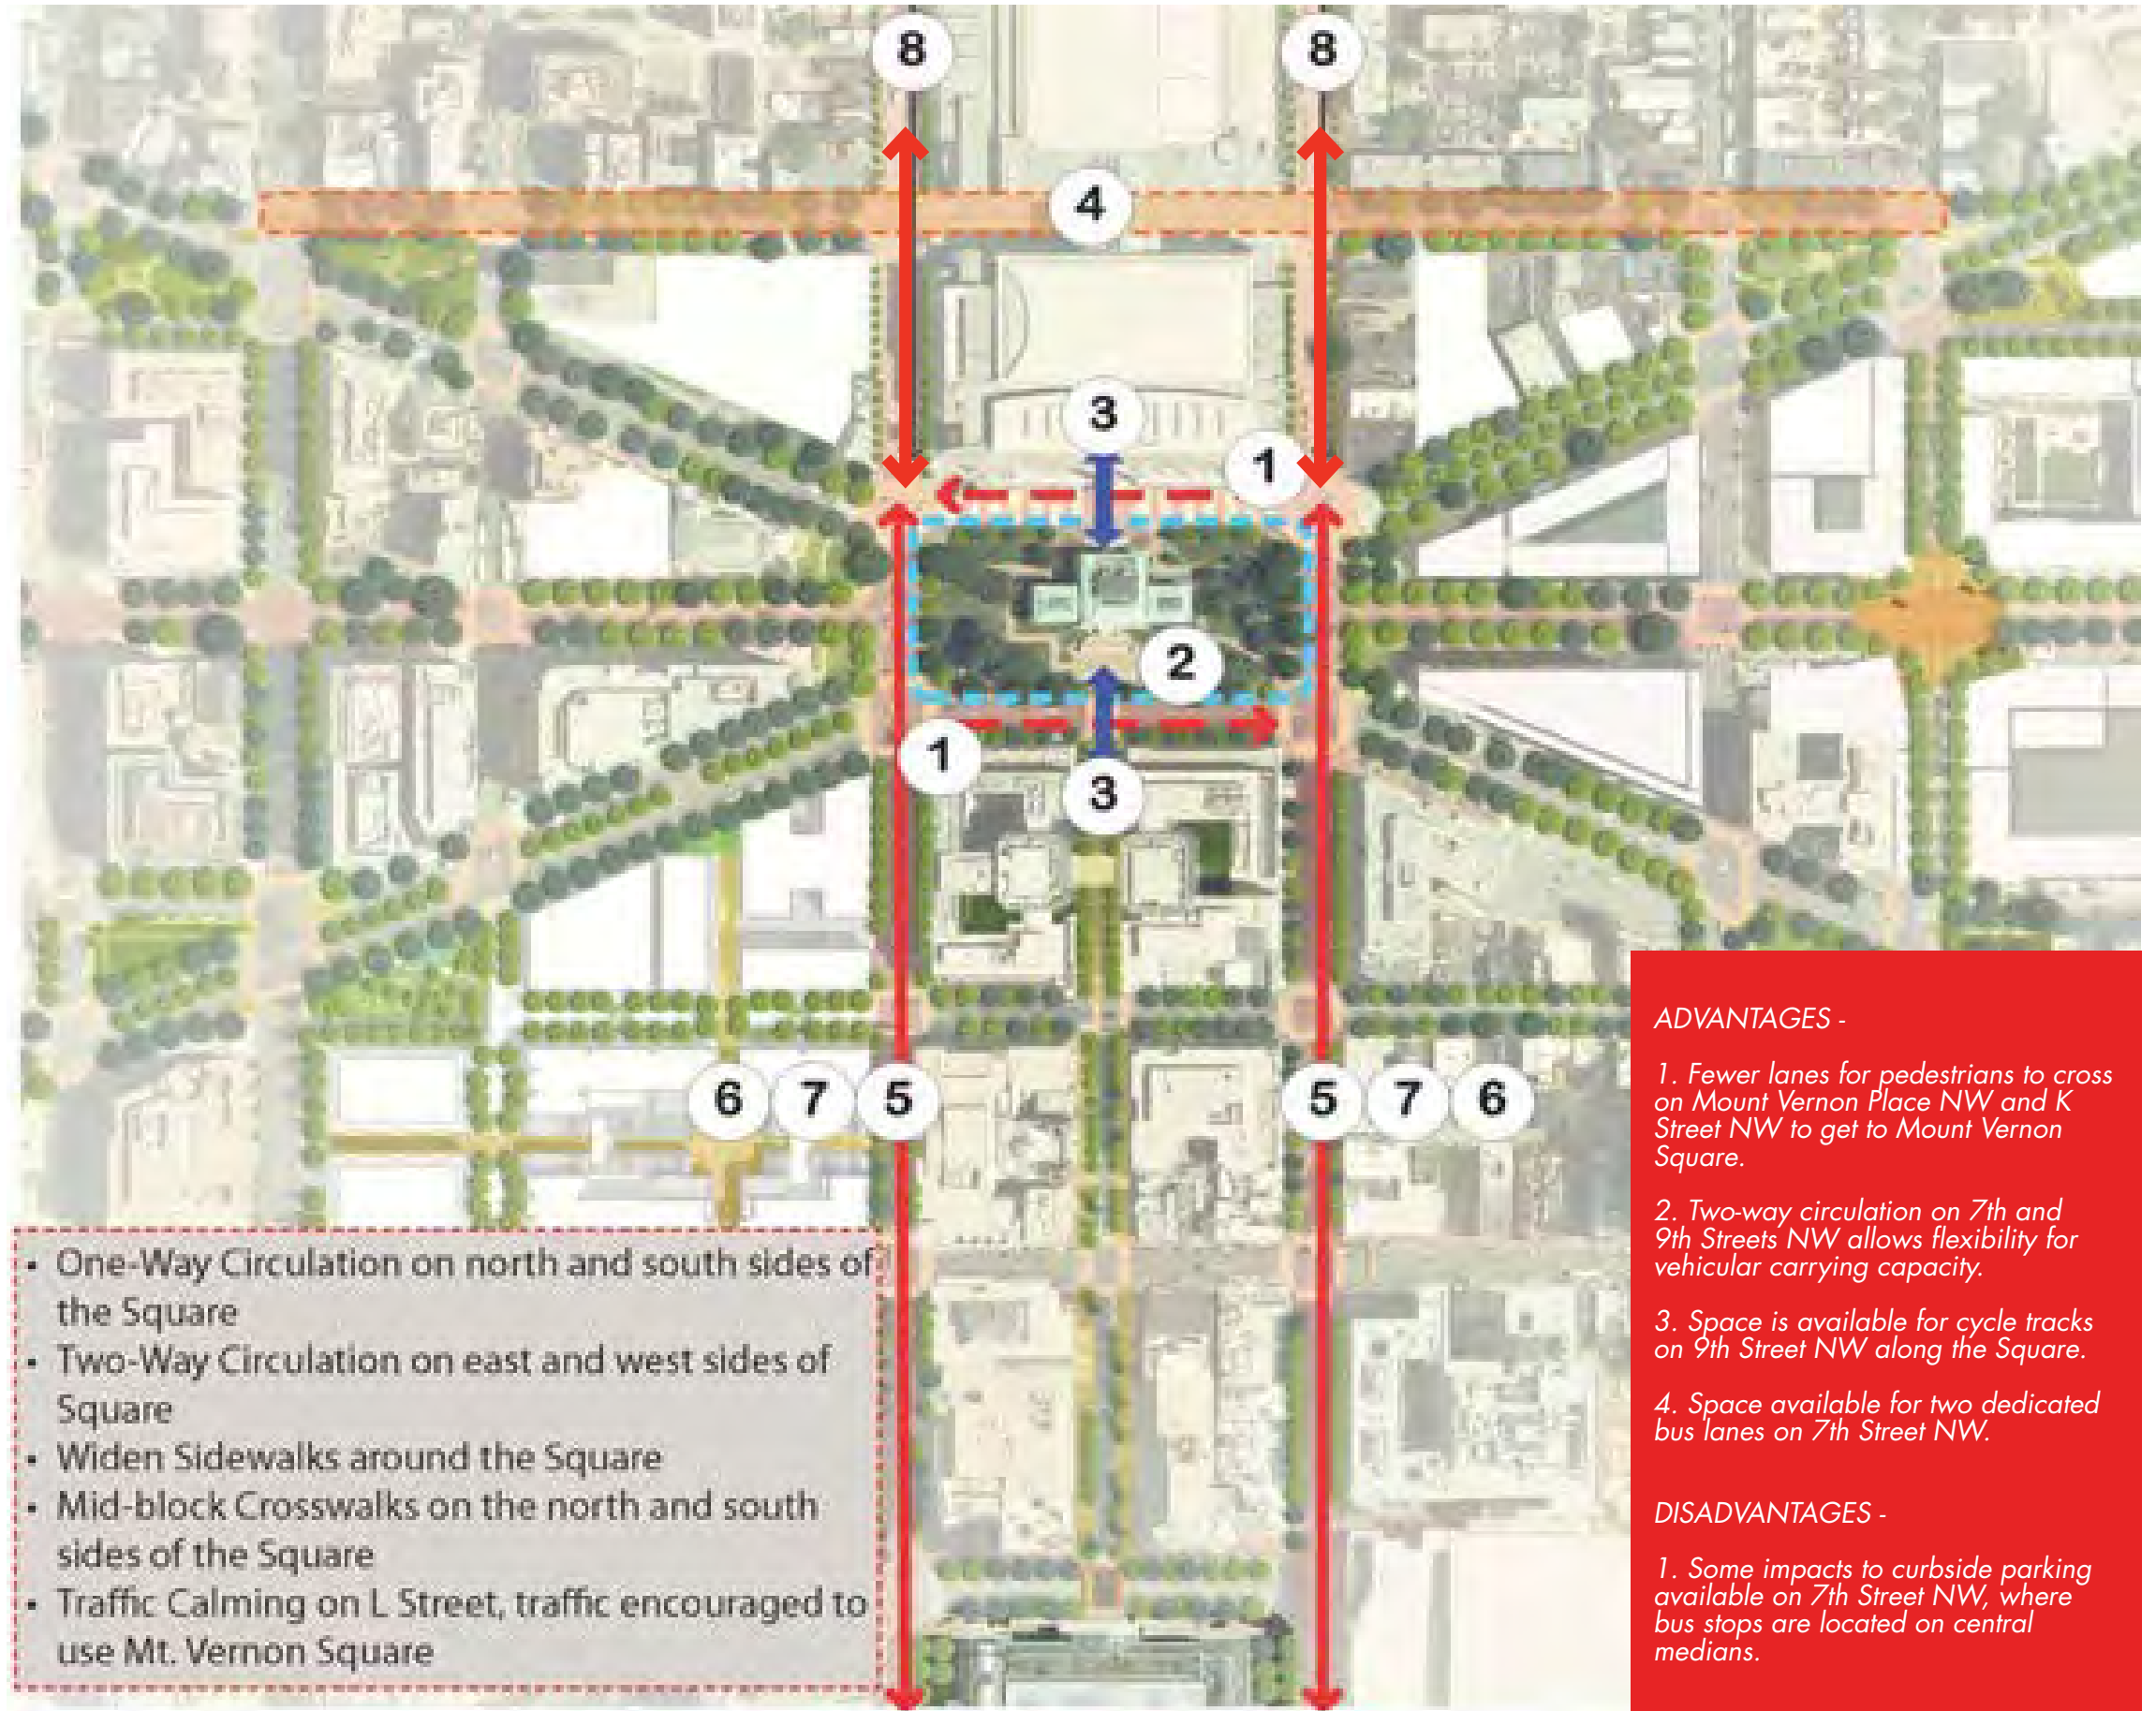 8
8
4
3
1
2
1
3
6
7
5
5
7
6
• One-Way Circulation on north and south sides of
the Square
• Two-Way Circulation on east and west sides of
Square
• Widen Sidewalks around the Square
• Mid-block Crosswalks on the north and south
sides of the Square
• Traffic Calming on L Street, traffic encouraged to
use Mt. Vernon Square
ADVANTAGES -
1. Fewer lanes for pedestrians to cross
on Mount Vernon Place NW and K
Street NW to get to Mount Vernon
Square.
2. Two-way circulation on 7th and
9th Streets NW allows flexibility for
vehicular carrying capacity.
3. Space is available for cycle tracks
on 9th Street NW along the Square.
4. Space available for two dedicated
bus lanes on 7th Street NW.
DISADVANTAGES -
1. Some impacts to curbside parking
available on 7th Street NW, where
bus stops are located on central
medians.